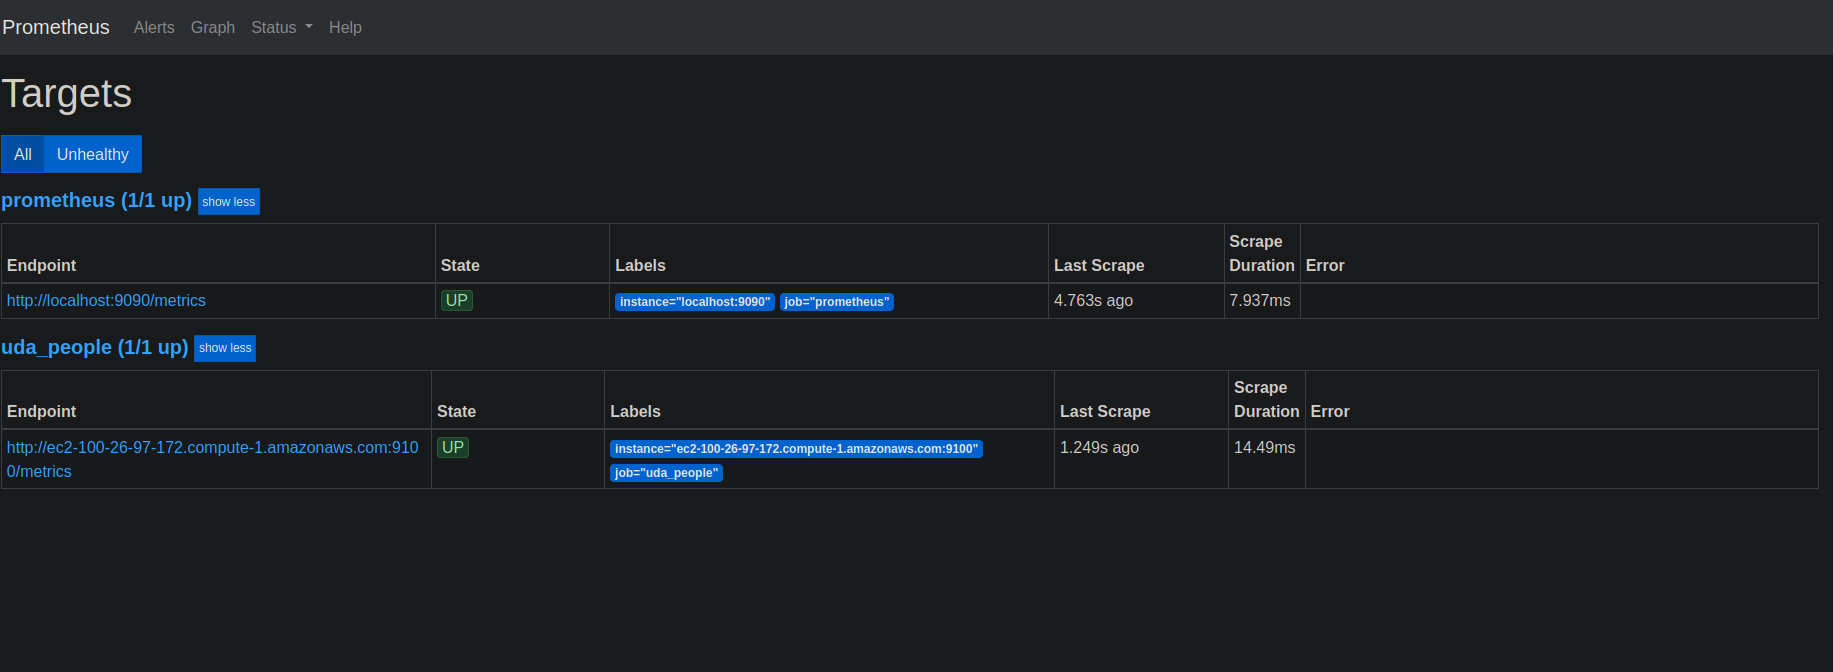 Prometheus Alerts Graph Status Help
Targets
All Unhealthy
prometheus (1/1 up) show less
Endpoint State Labels Last Scrape Scrape Duration Error
http://localhost:9090/metrics UP instance="localhost:9090" job="prometheus" 4.763s ago 7.937ms
uda_people (1/1 up) show less
Endpoint State Labels Last Scrape Scrape Duration Error
http://ec2-100-26-97-172.compute-1.amazonaws.com:910 UP instance="ec2-100-26-97-172.compute-1.amazonaws.com:9100" 1.249s ago 14.49ms
0/metrics job="uda_people"